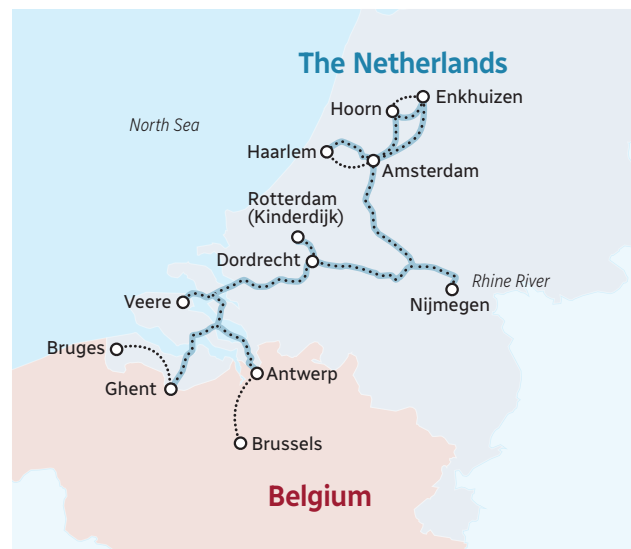 The Netherlands
Enkhuizen
Hoorn
North Sea
Haarlem
Amsterdam
Rotterdam
(Kinderdijk)
Dordrecht
Rhine River
Veere
Nijmegen
Bruges
Ghent
Antwerp
Brussels
Belgium